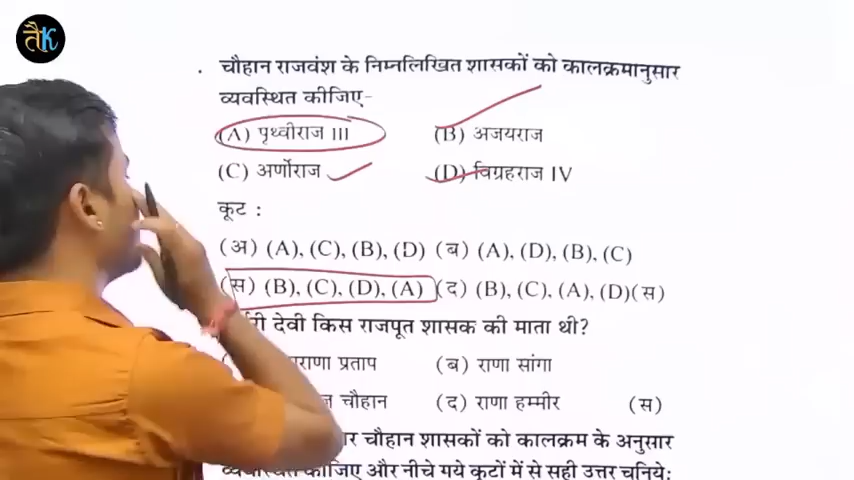 तैK
. चौहान राजवंश के निम्नलिखित शासकों को कालक्रमानुसार
व्यवस्थित कीजिए-
(A) पृथ्वीराज III (B) अजयराज
(C) अर्णोराज (D) विग्रहराज IV
कूट :
(अ) (A), (C), (B), (D) (ब) (A), (D), (B), (C)
(स) (B), (C), (D), (A) (द) (B), (C), (A), (D)(स)
देवी किस राजपूत शासक की माता थी?
प्रताप (ब) राणा सांगा
चौहान (द) राणा हम्मीर (स)
चौहान शासकों को कालक्रम के अनुसार
कीजिए और नीचे गये कूटों में से सही उत्तर चुनिये: